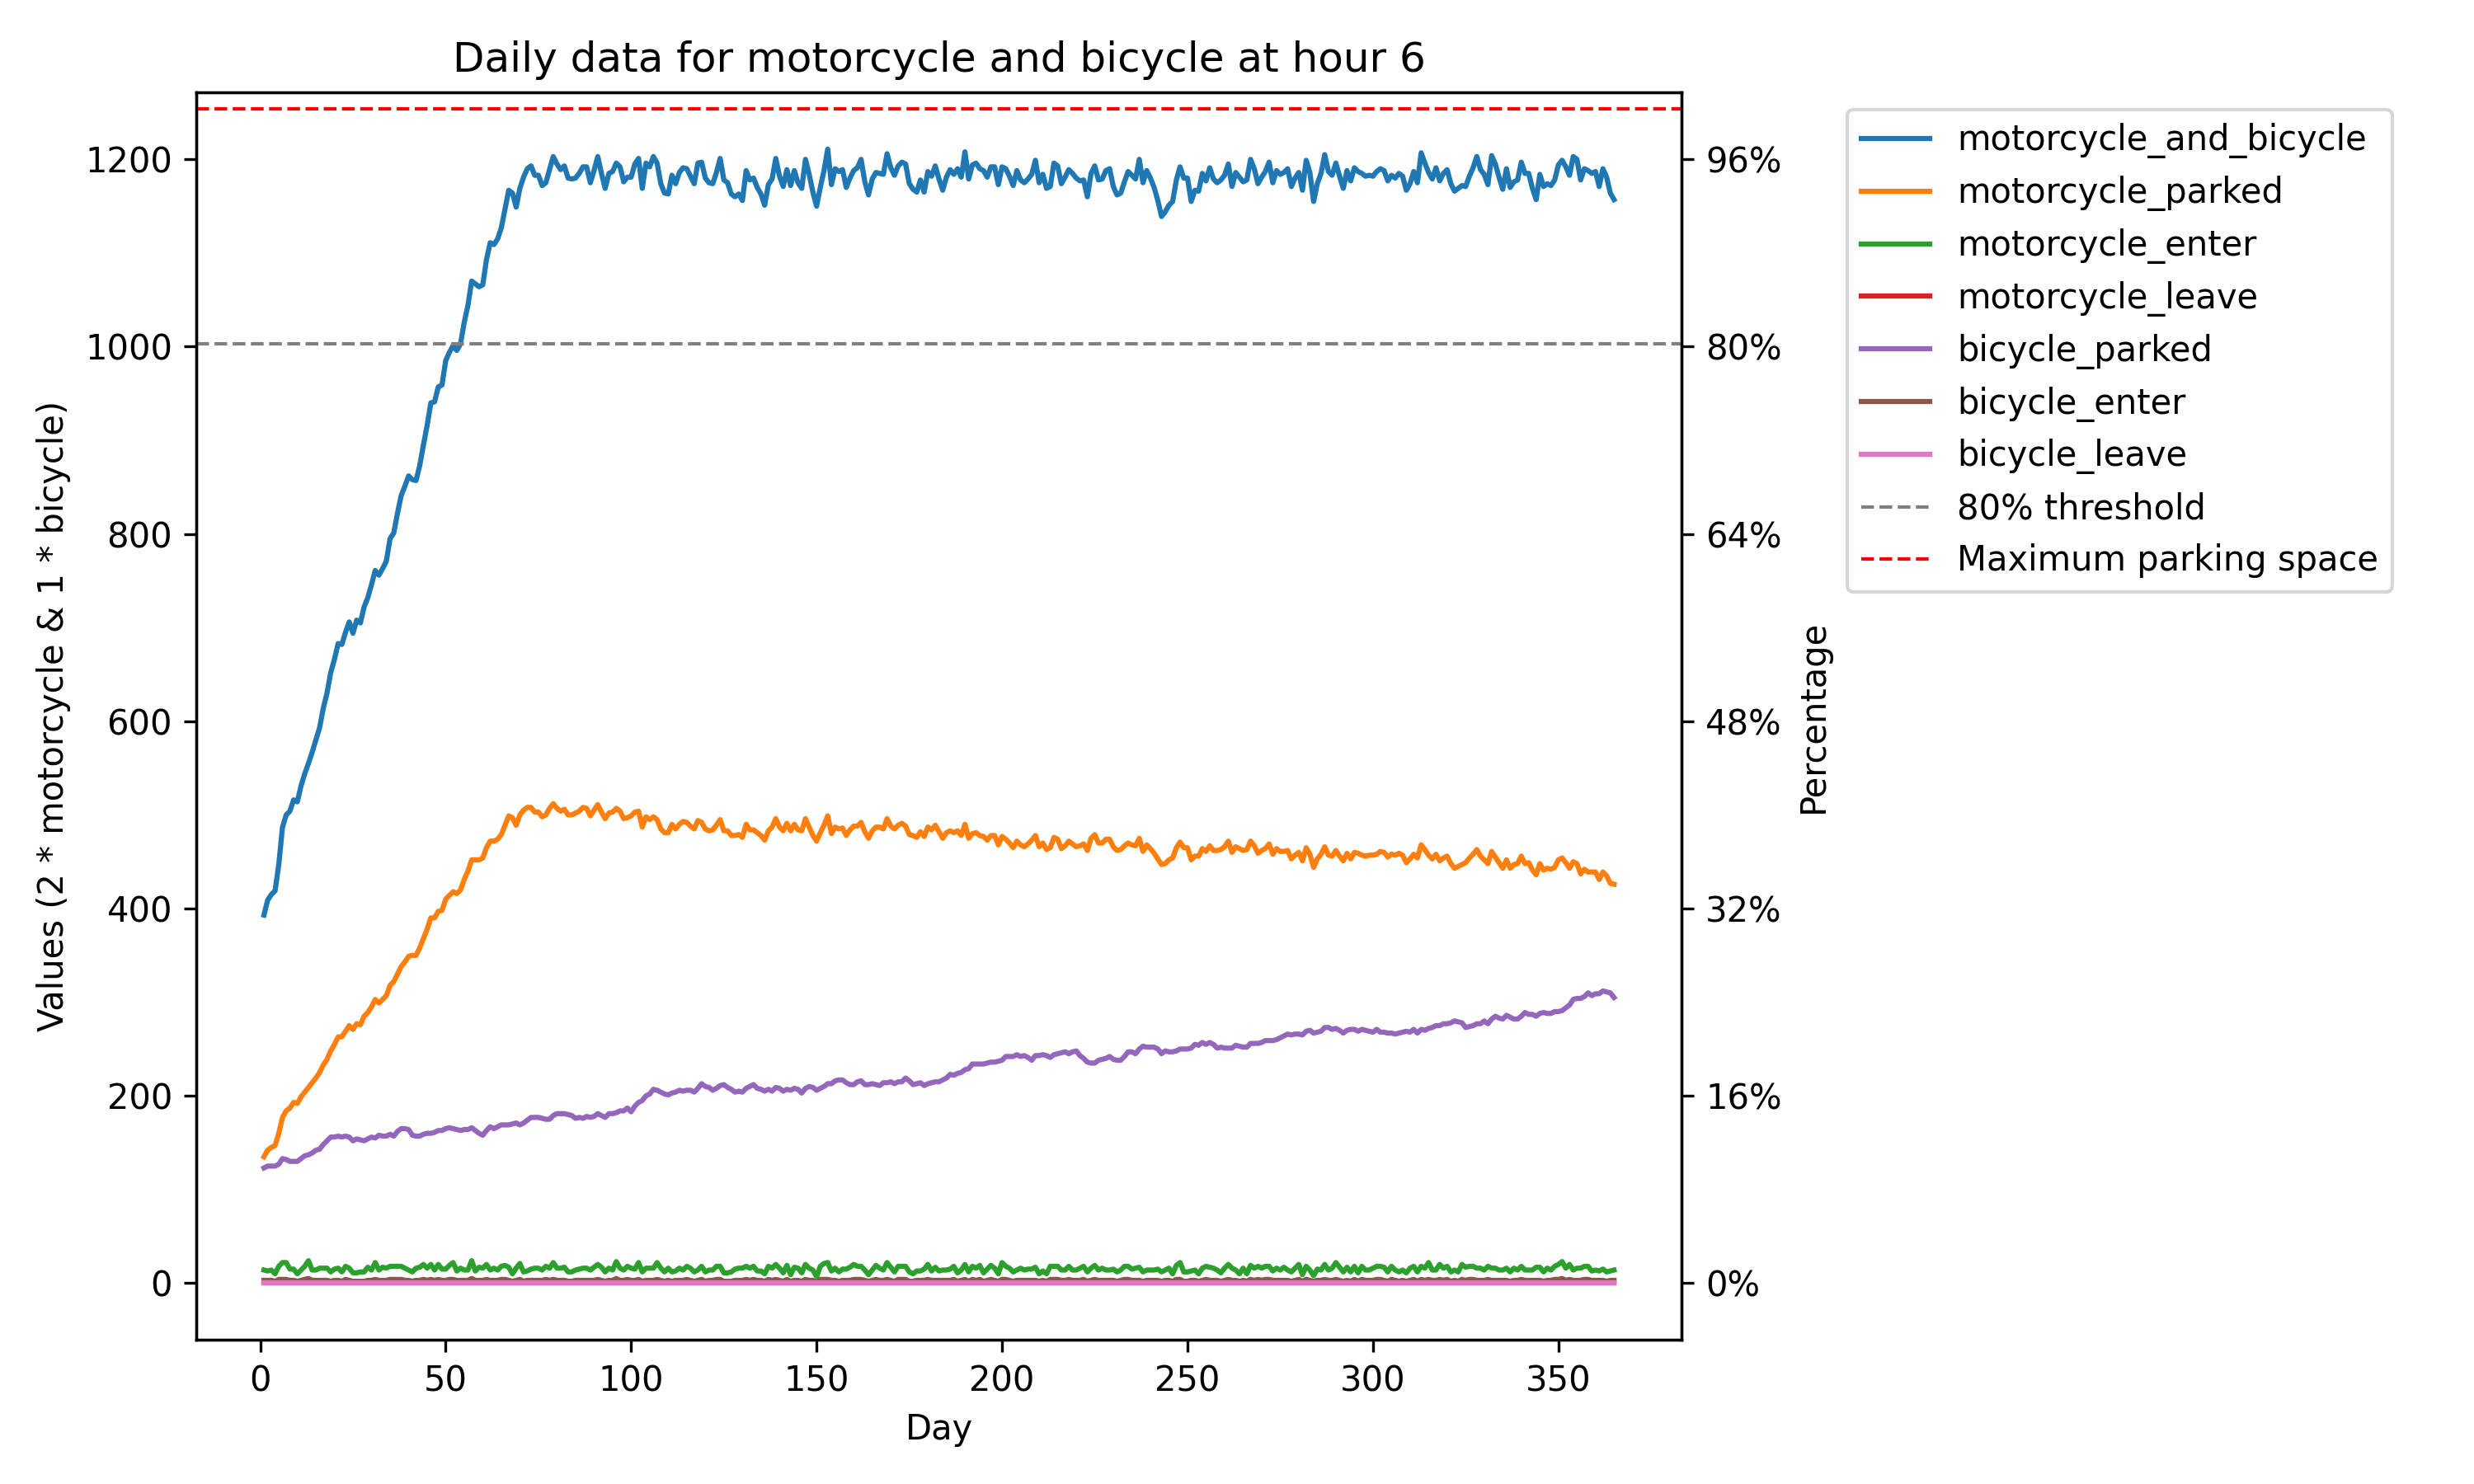 Daily data for motorcycle and bicycle at hour 6
Values (2 * motorcycle & 1 * bicycle)
1200
1000
800
600
400
200
0
0
50
100
150
200
250
300
350
Day
96%
80%
64%
48%
32%
16%
0%
Percentage
motorcycle_and_bicycle
motorcycle_parked
motorcycle_enter
motorcycle_leave
bicycle_parked
bicycle_enter
bicycle_leave
80% threshold
Maximum parking space